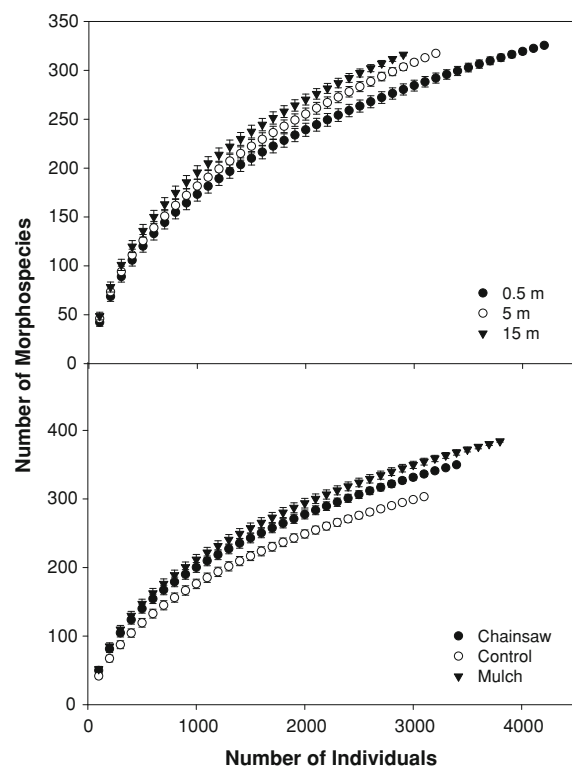 350
300
250
200
150
100
50
0
0.5 m
5 m
15 m
Number of Morphospecies
400
300
200
100
0
Chainsaw
Control
Mulch
0 1000 2000 3000 4000
Number of Individuals